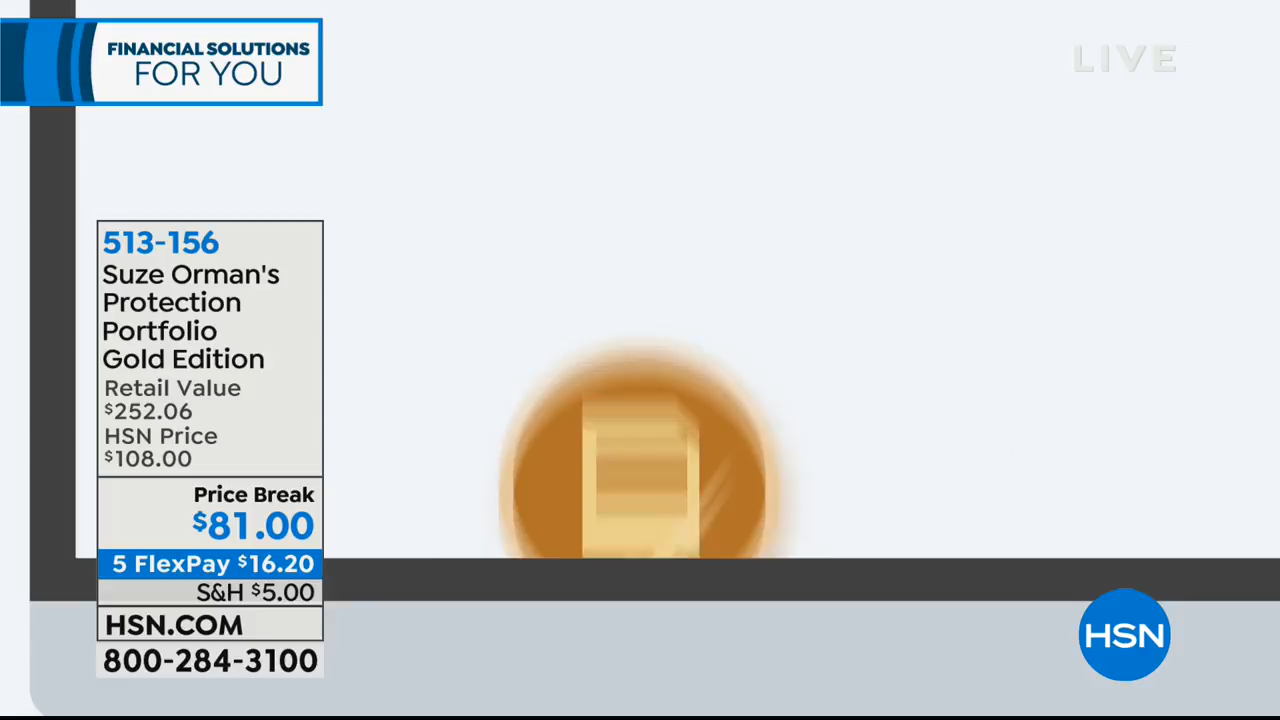 FINANCIAL SOLUTIONS
FOR YOU
LIVE
513-156
Suze Orman's
Protection
Portfolio
Gold Edition
Retail Value
$252.06
HSN Price
$108.00
Price Break
$81.00
5 FlexPay $16.20
S&H $5.00
HSN.COM
800-284-3100
HSN